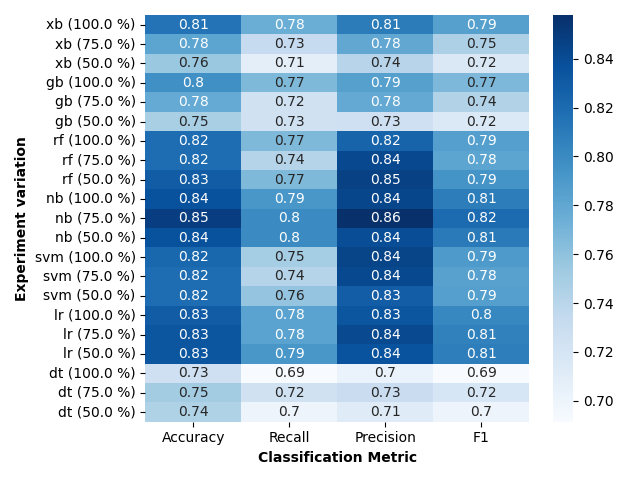 Experiment variation
xb (100.0 %) 0.81 0.78 0.81 0.79
xb (75.0 %) 0.78 0.73 0.78 0.75
xb (50.0 %) 0.76 0.71 0.74 0.72
gb (100.0 %) 0.8 0.77 0.79 0.77
gb (75.0 %) 0.78 0.72 0.78 0.74
gb (50.0 %) 0.75 0.73 0.73 0.72
rf (100.0 %) 0.82 0.77 0.82 0.79
rf (75.0 %) 0.82 0.74 0.84 0.78
rf (50.0 %) 0.83 0.77 0.85 0.79
nb (100.0 %) 0.84 0.79 0.84 0.81
nb (75.0 %) 0.85 0.8 0.86 0.82
nb (50.0 %) 0.84 0.8 0.84 0.81
svm (100.0 %) 0.82 0.75 0.84 0.79
svm (75.0 %) 0.82 0.74 0.84 0.78
svm (50.0 %) 0.82 0.76 0.83 0.79
lr (100.0 %) 0.83 0.78 0.83 0.8
lr (75.0 %) 0.83 0.78 0.84 0.81
lr (50.0 %) 0.83 0.79 0.84 0.81
dt (100.0 %) 0.73 0.69 0.7 0.69
dt (75.0 %) 0.75 0.72 0.73 0.72
dt (50.0 %) 0.74 0.7 0.71 0.7
Accuracy Recall Precision F1
Classification Metric
0.84
0.82
0.80
0.78
0.76
0.74
0.72
0.70